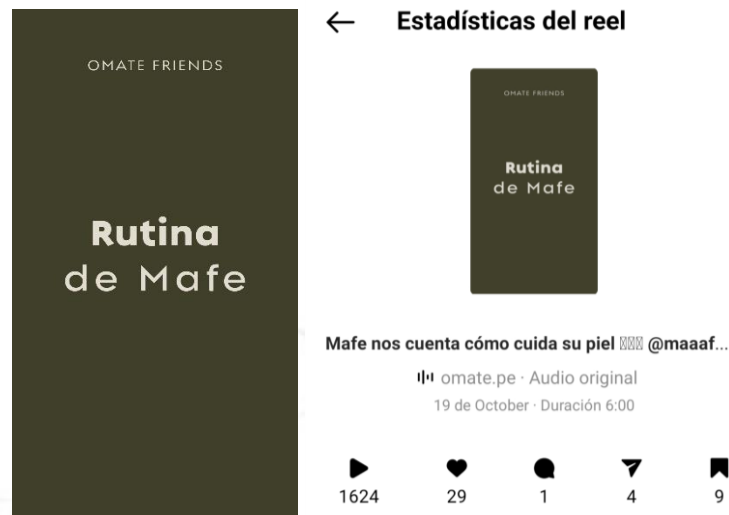 OMATE FRIENDS
Rutina
de Mafe
Estadísticas del reel
OMATE FRIENDS
Rutina
de Mafe
Mafe nos cuenta cómo cuida su piel @maaaf...
omate.pe · Audio original
19 de October · Duración 6:00
1624 29 1 4 9